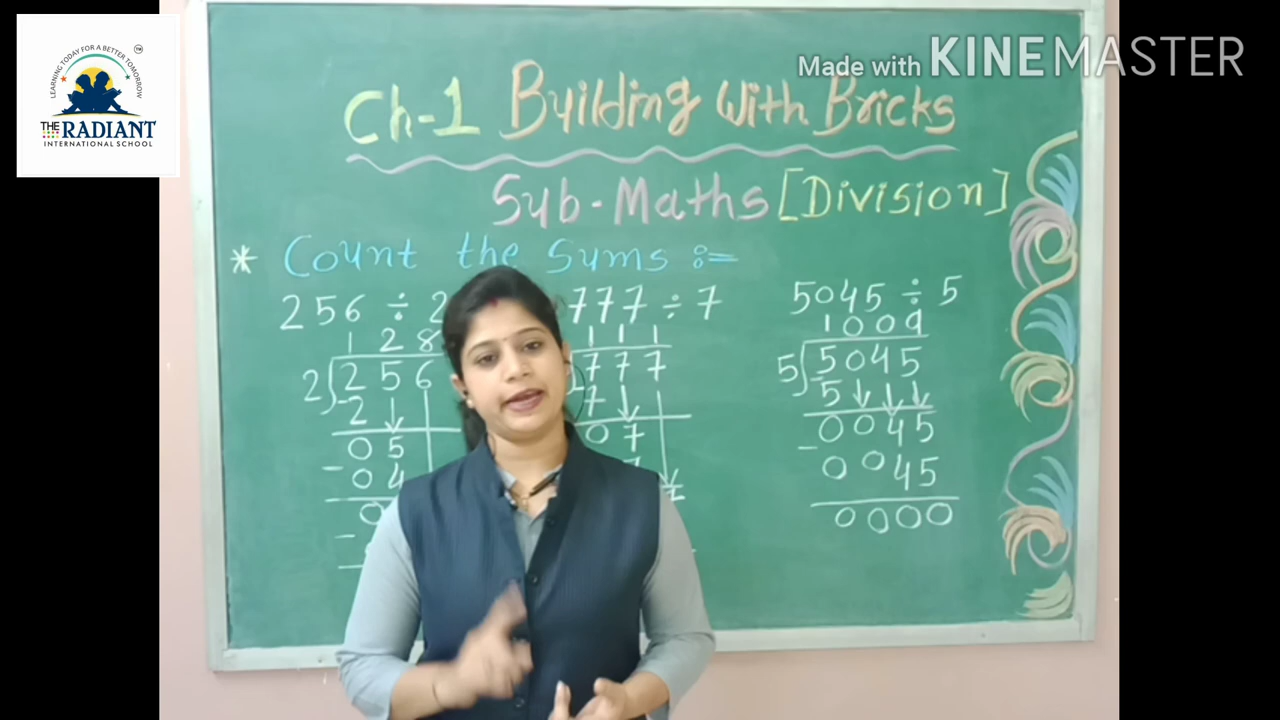 LEARNING TODAY FOR A BETTER TOMORROW
TM
THE RADIANT
INTERNATIONAL SCHOOL
Made with KINEMASTER
Ch-1 Building With Bricks
Sub-Maths [Division]
* Count the Sums :=
256 ÷ 2
128
2)256
- 2
05
- 04
0
-
777 ÷ 7
111
777
7
07
7
5045 ÷ 5
1009
5)5045
- 5
0045
- 0045
0000